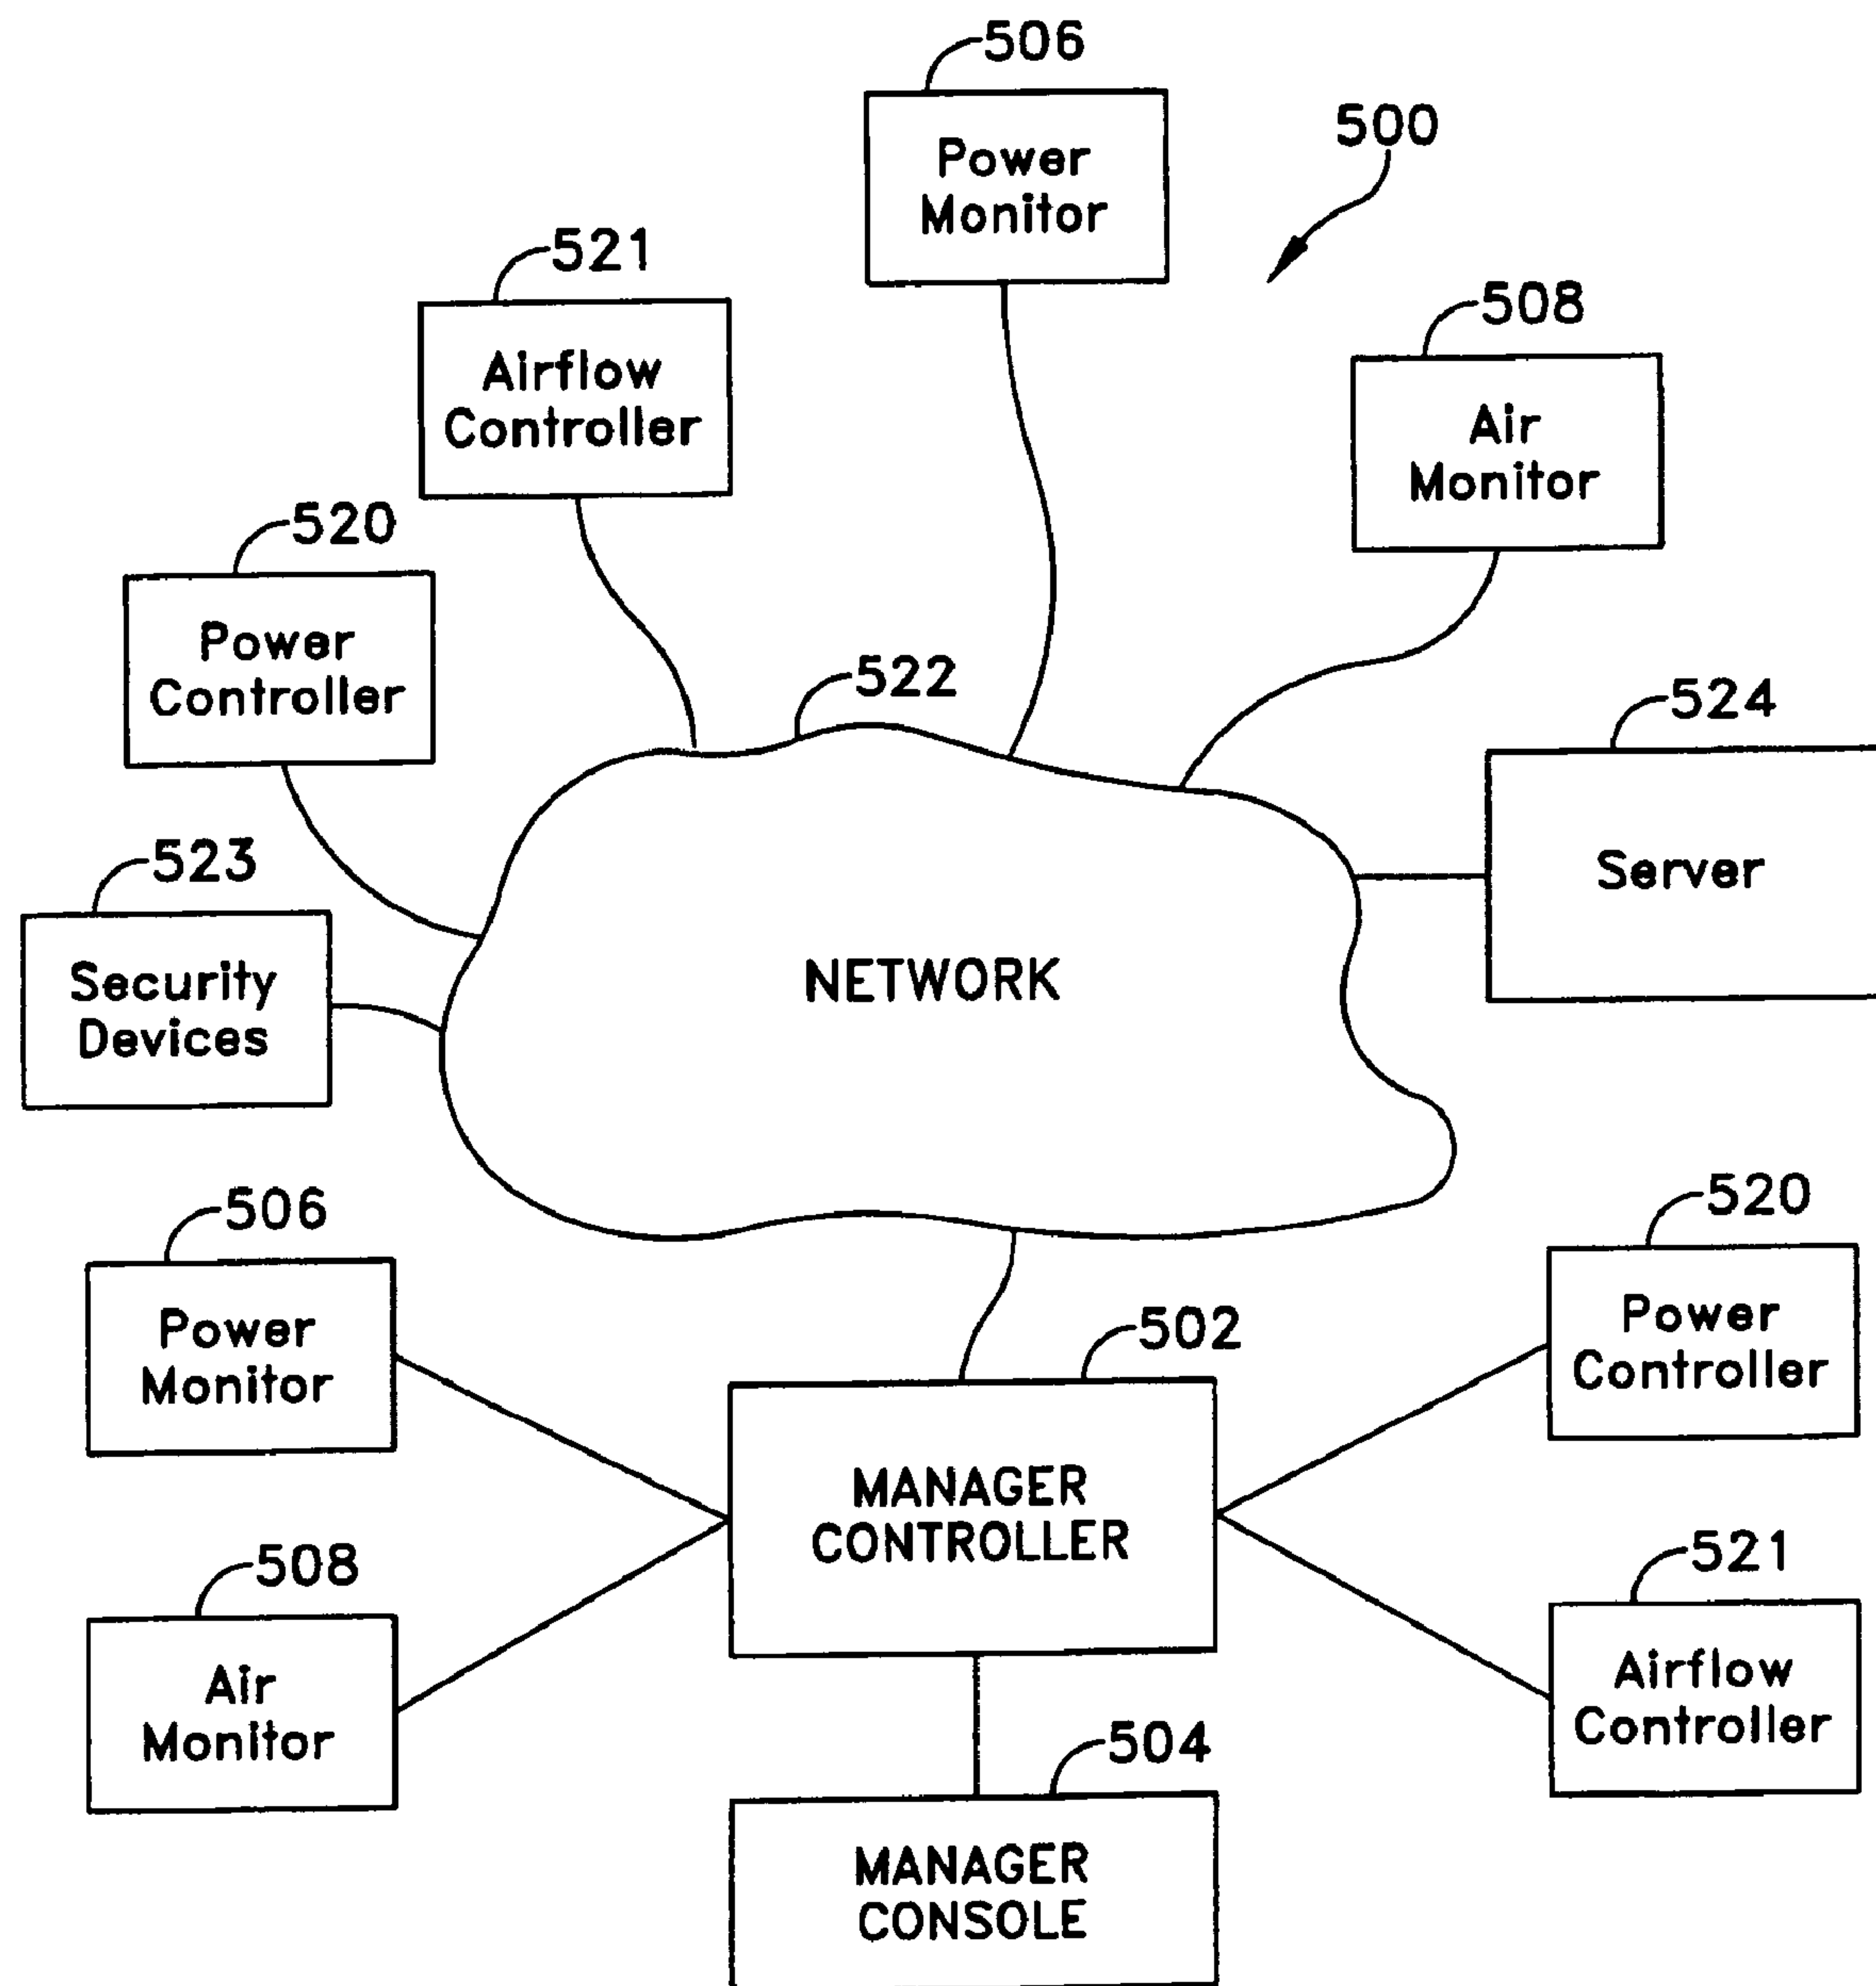 506
Power
Monitor
500
521
Airflow
Controller
508
Air
Monitor
520
Power
Controller
522
524
Server
523
Security
Devices
NETWORK
506
Power
Monitor
520
Power
Controller
502
MANAGER
CONTROLLER
508
Air
Monitor
521
Airflow
Controller
504
MANAGER
CONSOLE